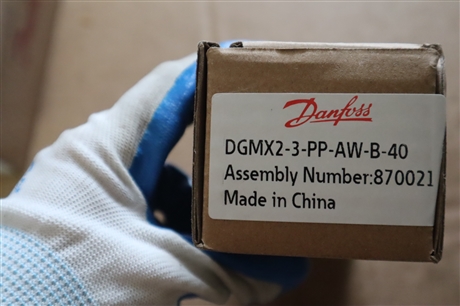 Danfoss
DGMX2-3-PP-AW-B-40
Assembly Number:870021
Made in China